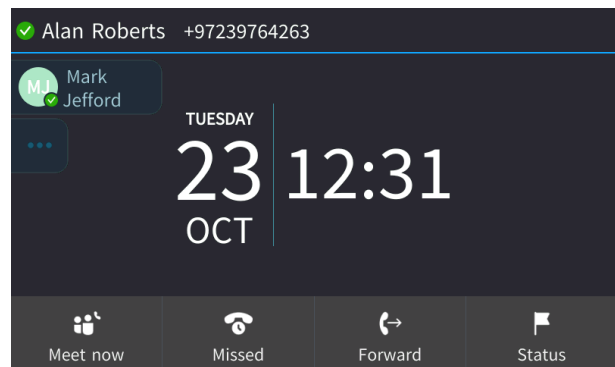 Alan Roberts +97239764263
MJ Mark
Jefford
TUESDAY
23 12:31
OCT
Meet now Missed Forward Status